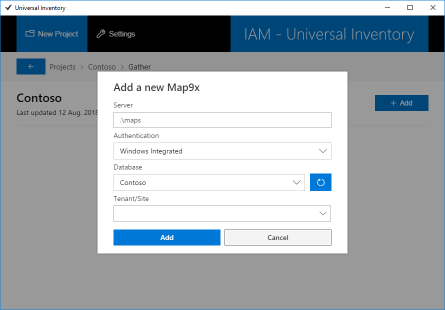 Universal Inventory
New Project
Settings
IAM - Universal Inventory
Projects > Contoso > Gather
Contoso
Last updated 12 Aug, 2018
+ Add
Add a new Map9x
Server
.\maps
Authentication
Windows Integrated
Database
Contoso
Tenant/Site
Add
Cancel